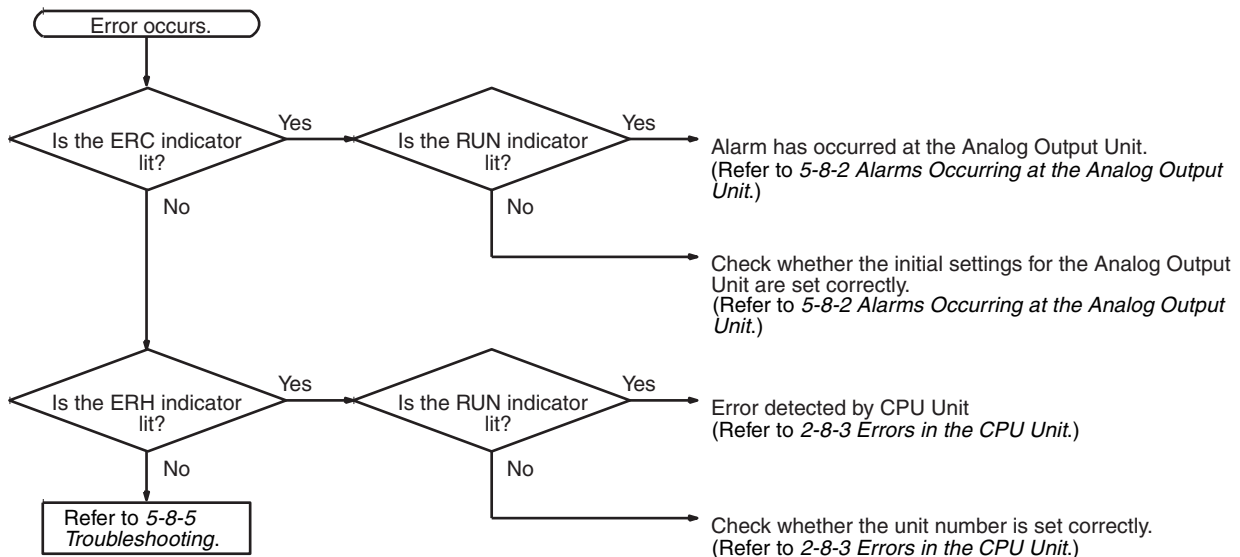 Error occurs.
Is the ERC indicator
lit?
Yes
No
Is the RUN indicator
lit?
Yes
No
Alarm has occurred at the Analog Output Unit.
(Refer to 5-8-2 Alarms Occurring at the Analog Output
Unit.)
Check whether the initial settings for the Analog Output
Unit are set correctly.
(Refer to 5-8-2 Alarms Occurring at the Analog Output
Unit.)
Is the ERH indicator
lit?
Yes
No
Is the RUN indicator
lit?
Yes
No
Error detected by CPU Unit
(Refer to 2-8-3 Errors in the CPU Unit.)
Check whether the unit number is set correctly.
(Refer to 2-8-3 Errors in the CPU Unit.)
Refer to 5-8-5
Troubleshooting.